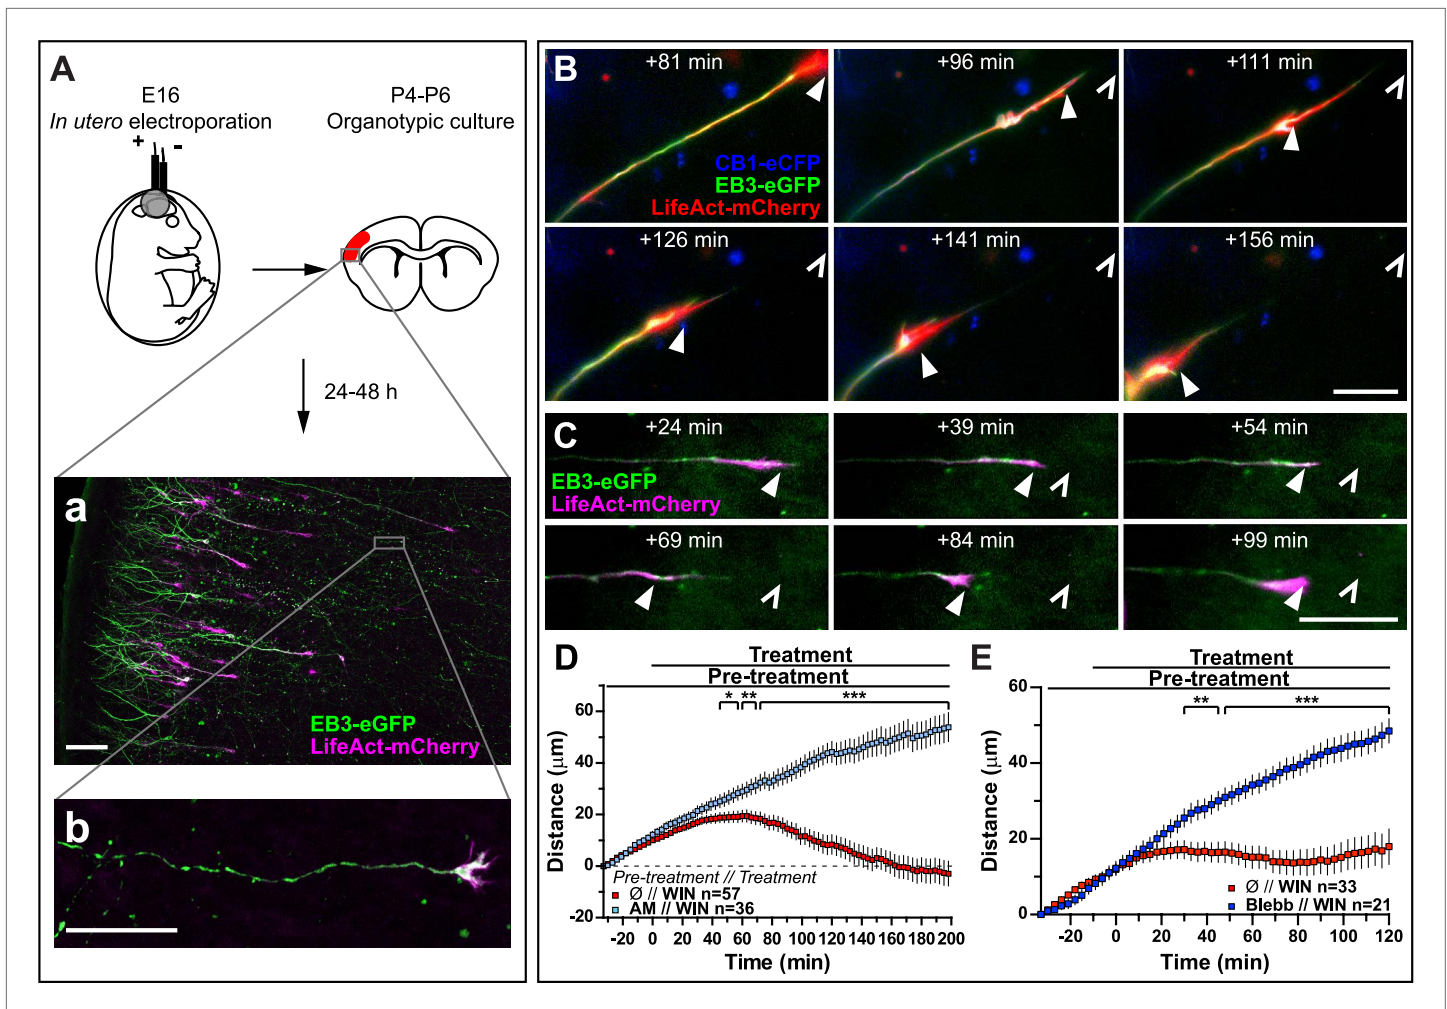 A
E16
In utero electroporation
+ -
P4-P6
Organotypic culture
24-48 h
a
EB3-eGFP
LifeAct-mCherry
b
B
+81 min
+96 min
+111 min
CB1-eCFP
EB3-eGFP
LifeAct-mCherry
+126 min
+141 min
+156 min
C
+24 min
+39 min
+54 min
EB3-eGFP
LifeAct-mCherry
+69 min
+84 min
+99 min
D
Treatment
Pre-treatment
* ** ***
Distance (μm)
60
40
20
0
-20
Pre-treatment // Treatment
Ø // WIN n=57
AM // WIN n=36
-20 0 20 40 60 80 100 120 140 160 180 200
Time (min)
E
Treatment
Pre-treatment
** ***
Distance (μm)
60
40
20
0
Ø // WIN n=33
Blebb // WIN n=21
-20 0 20 40 60 80 100 120
Time (min)